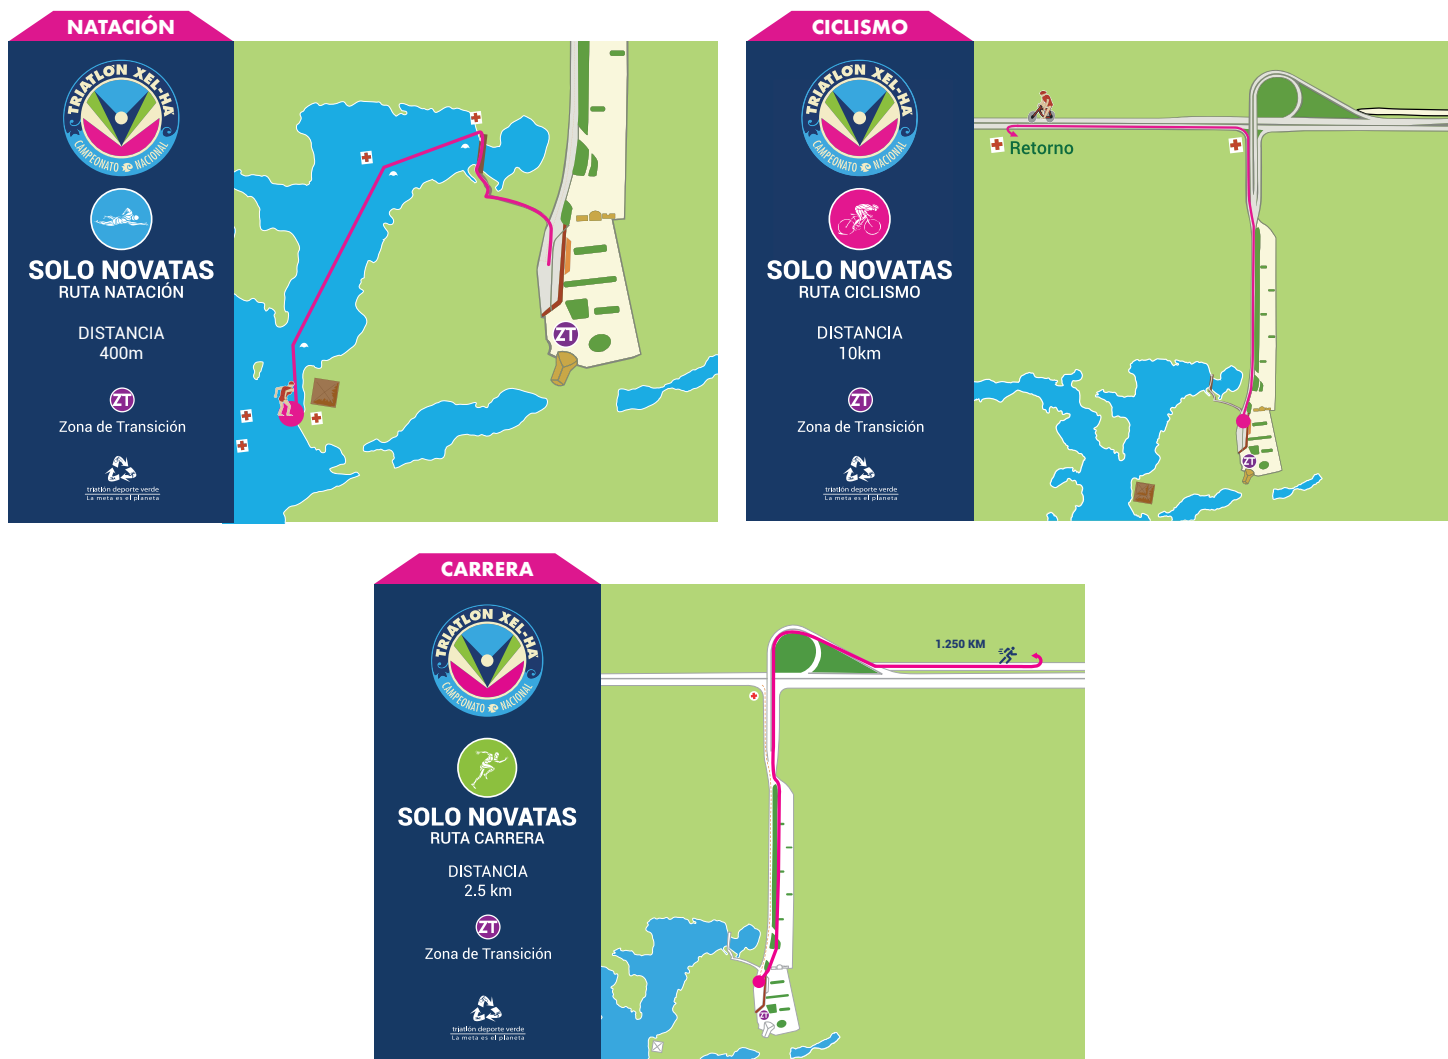 NATACIÓN
TRIATLÓN XEL-HÁ
CAMPEONATO NACIONAL
SOLO NOVATAS
RUTA NATACIÓN
DISTANCIA
400m
ZT
Zona de Transición
triatlón deporte verde
La meta es el planeta
ZT
CICLISMO
TRIATLÓN XEL-HÁ
CAMPEONATO NACIONAL
SOLO NOVATAS
RUTA CICLISMO
DISTANCIA
10km
ZT
Zona de Transición
triatlón deporte verde
La meta es el planeta
Retorno
ZT
CARRERA
TRIATLÓN XEL-HÁ
CAMPEONATO NACIONAL
SOLO NOVATAS
RUTA CARRERA
DISTANCIA
2.5 km
ZT
Zona de Transición
triatlón deporte verde
La meta es el planeta
1.250 KM
ZT